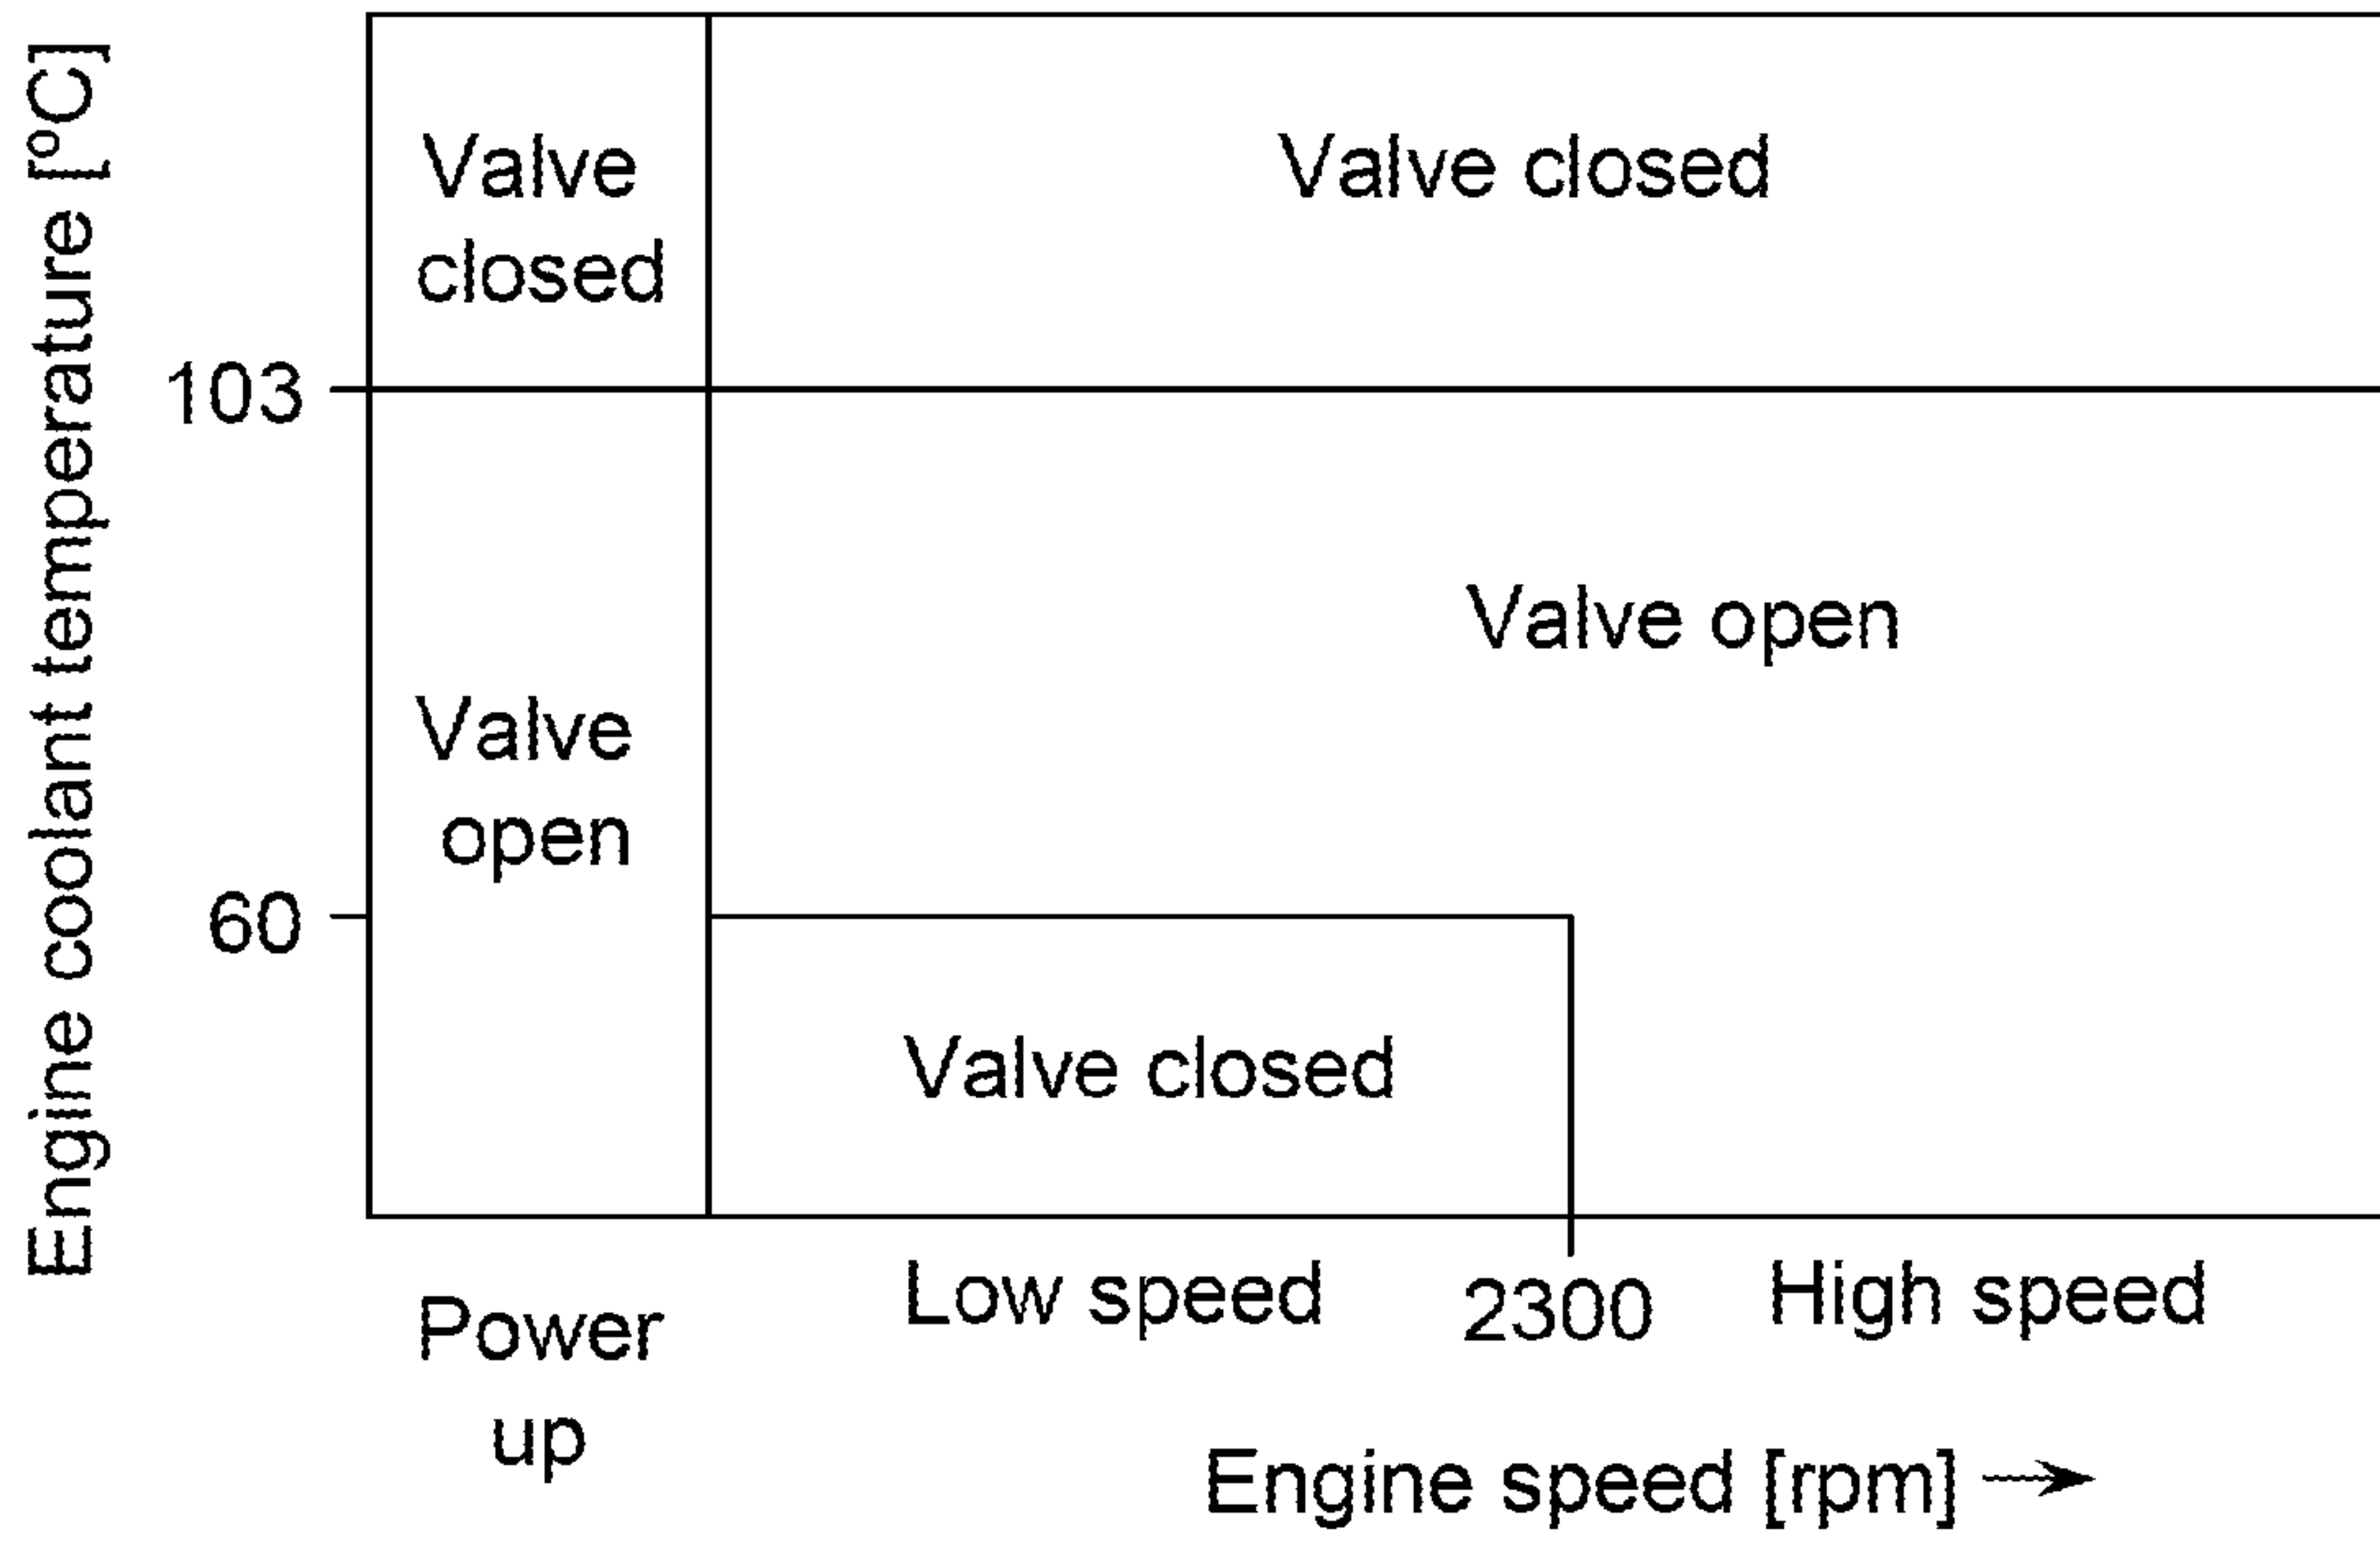 Engine coolant temperature [ºC]
Valve
closed
Valve closed
103
Valve open
Valve
open
60
Valve closed
Low speed
2300
High speed
Power
up
Engine speed [rpm]